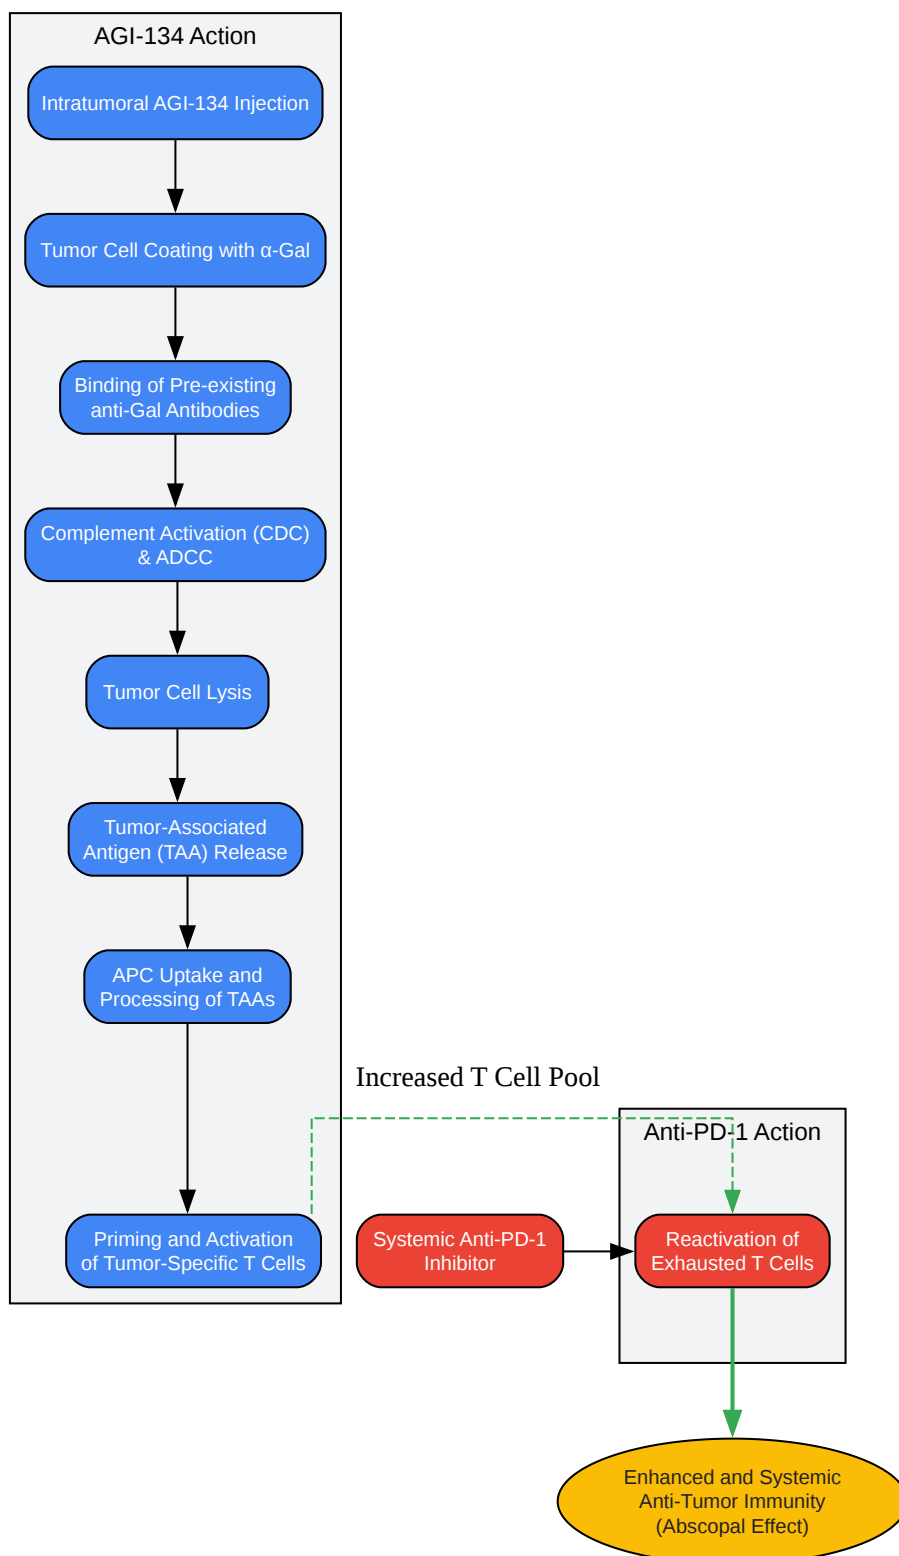 AGI-134 Action
Intratumoral AGI-134 Injection
Tumor Cell Coating with α-Gal
Binding of Pre-existing
anti-Gal Antibodies
Complement Activation (CDC)
& ADCC
Tumor Cell Lysis
Tumor-Associated
Antigen (TAA) Release
APC Uptake and
Processing of TAAs
Increased T Cell Pool
Anti-PD-1 Action
Priming and Activation
of Tumor-Specific T Cells
Systemic Anti-PD-1
Inhibitor
Reactivation of
Exhausted T Cells
Enhanced and Systemic
Anti-Tumor Immunity
(Abscopal Effect)